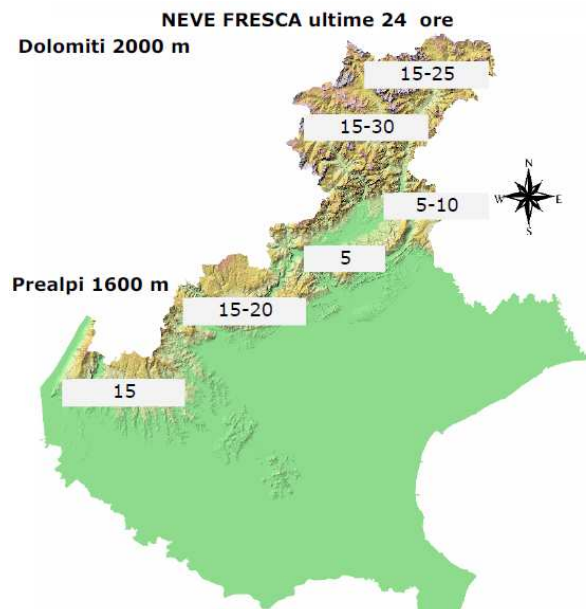 NEVE FRESCA ultime 24 ore
Dolomiti 2000 m
15-25
15-30
N
W E
S
5-10
5
Prealpi 1600 m
15-20
15